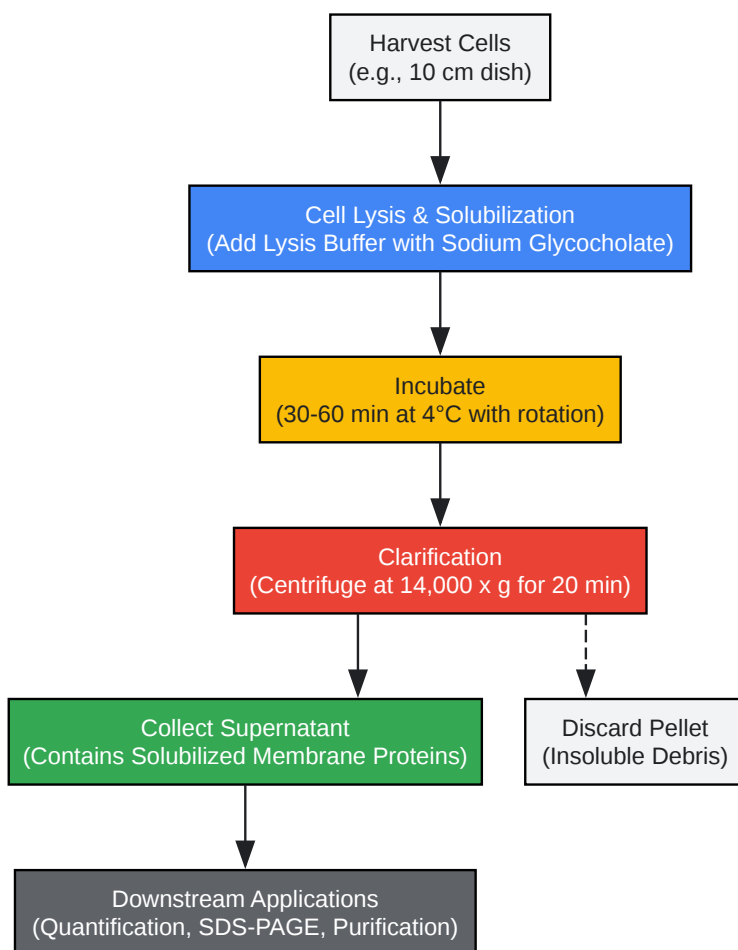 Harvest Cells
(e.g., 10 cm dish)
Cell Lysis & Solubilization
(Add Lysis Buffer with Sodium Glycocholate)
Incubate
(30-60 min at 4°C with rotation)
Clarification
(Centrifuge at 14,000 x g for 20 min)
Collect Supernatant
(Contains Solubilized Membrane Proteins)
Discard Pellet
(Insoluble Debris)
Downstream Applications
(Quantification, SDS-PAGE, Purification)